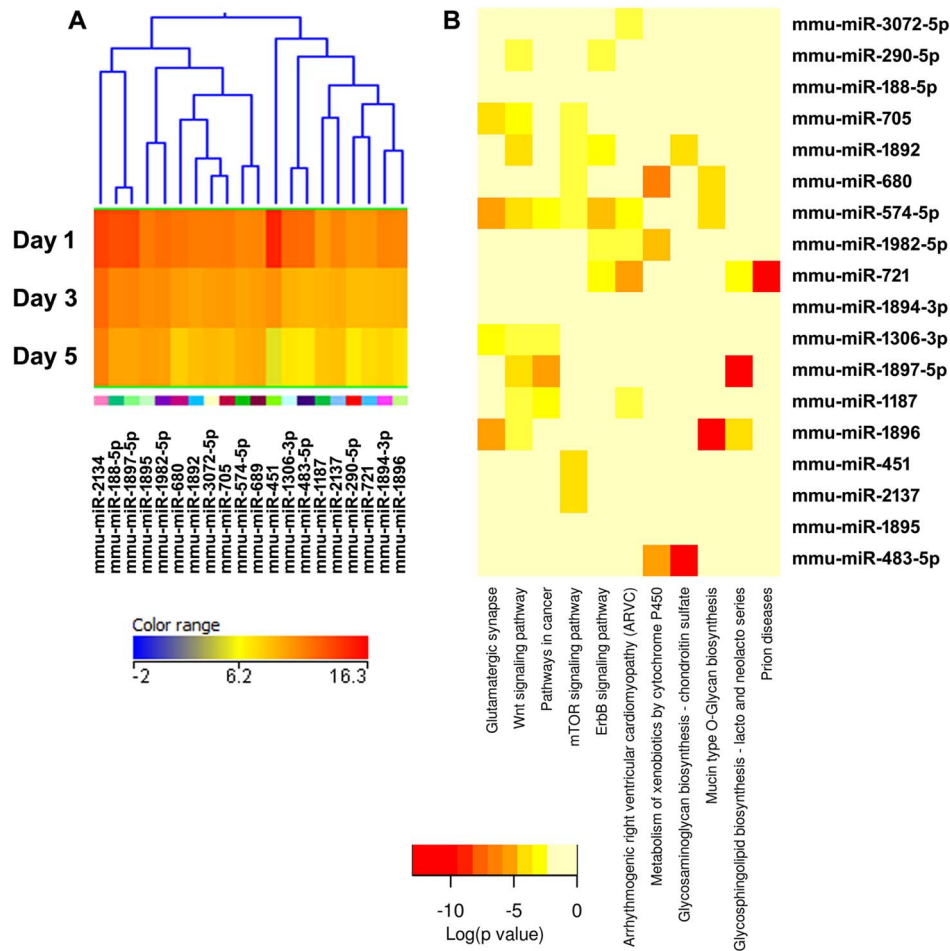 A
Day 1
Day 3
Day 5
mmu-miR-2134
mmu-miR-188-5p
mmu-miR-1897-5p
mmu-miR-1895
mmu-miR-1982-5p
mmu-miR-680
mmu-miR-1892
mmu-miR-3072-5p
mmu-miR-705
mmu-miR-574-5p
mmu-miR-689
mmu-miR-451
mmu-miR-1306-3p
mmu-miR-483-5p
mmu-miR-1187
mmu-miR-2137
mmu-miR-290-5p
mmu-miR-721
mmu-miR-1894-3p
mmu-miR-1896
Color range
-2 6.2 16.3
B
mmu-miR-3072-5p
mmu-miR-290-5p
mmu-miR-188-5p
mmu-miR-705
mmu-miR-1892
mmu-miR-680
mmu-miR-574-5p
mmu-miR-1982-5p
mmu-miR-721
mmu-miR-1894-3p
mmu-miR-1306-3p
mmu-miR-1897-5p
mmu-miR-1187
mmu-miR-1896
mmu-miR-451
mmu-miR-2137
mmu-miR-1895
mmu-miR-483-5p
Glutamatergic synapse
Wnt signaling pathway
Pathways in cancer
mTOR signaling pathway
ErbB signaling pathway
Arrhythmogenic right ventricular cardiomyopathy (ARVC)
Metabolism of xenobiotics by cytochrome P450
Glycosaminoglycan biosynthesis - chondroitin sulfate
Mucin type O-Glycan biosynthesis
Glycosphingolipid biosynthesis - lacto and neolacto series
Prion diseases
-10 -5 0
Log(p value)